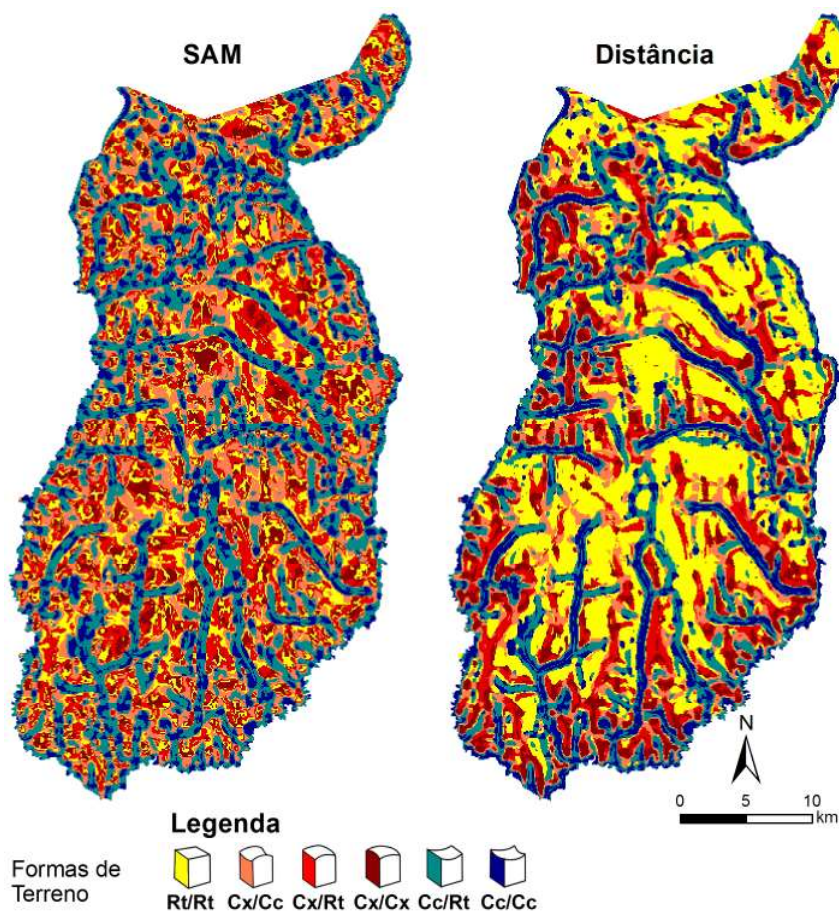 SAM
Distância
N
0 5 10
km
Legenda
Formas de
Terreno
Rt/Rt Cx/Cc Cx/Rt Cx/Cx Cc/Rt Cc/Cc